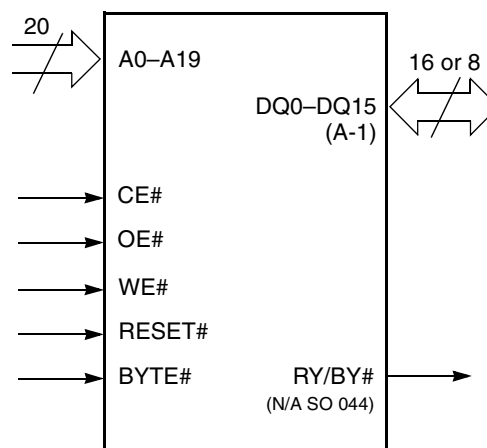 20
A0–A19
16 or 8
DQ0–DQ15
(A-1)
CE#
OE#
WE#
RESET#
BYTE#
RY/BY#
(N/A SO 044)